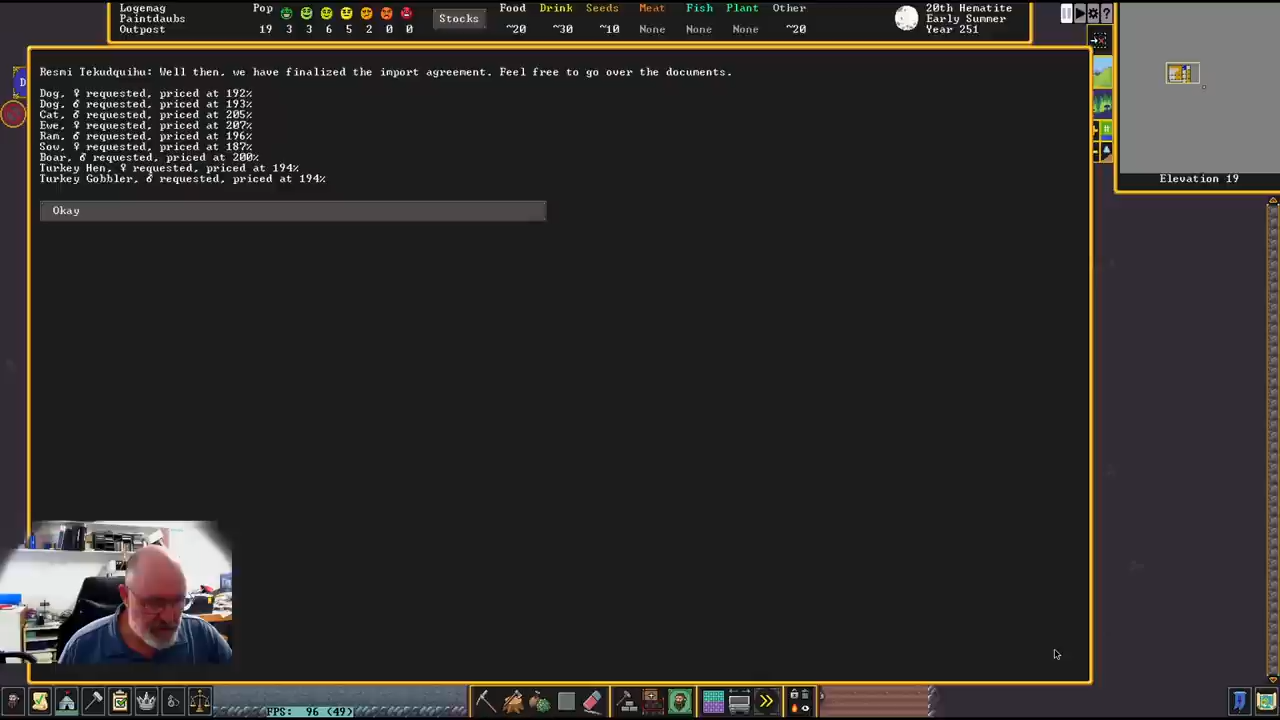 Logemag
Paintdaubs
Outpost
Pop
19 3 3 6 5 2 0 0
Stocks
Food Drink Seeds Meat Fish Plant Other
~20 ~30 ~10 None None None ~20
20th Hematite
Early Summer
Year 251
Elevation 19
D
Resmi Tekudquihu: Well then, we have finalized the import agreement. Feel free to go over the documents.
Dog, ♀ requested, priced at 192%
Dog, ♂ requested, priced at 193%
Cat, ♂ requested, priced at 205%
Ewe, ♀ requested, priced at 207%
Ram, ♂ requested, priced at 196%
Sow, ♀ requested, priced at 187%
Boar, ♂ requested, priced at 200%
Turkey Hen, ♀ requested, priced at 194%
Turkey Gobbler, ♂ requested, priced at 194%
Okay
FPS: 96 (49)